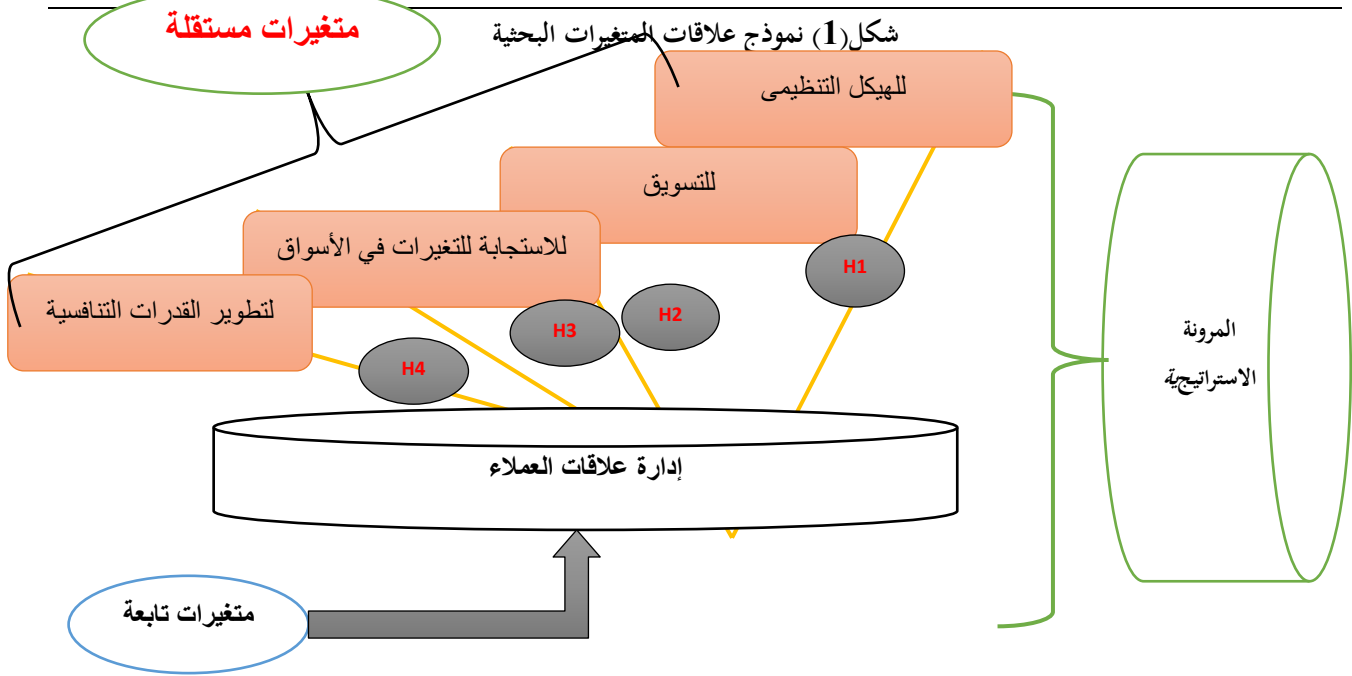 متغيرات مستقلة
شكل(1) نموذج علاقات المتغيرات البحثية
للهيكل التنظيمى
للتسويق
للاستجابة للتغيرات في الأسواق
لتطوير القدرات التنافسية
H1
H2
H3
H4
المرونة
الاستراتيجية
إدارة علاقات العملاء
متغيرات تابعة